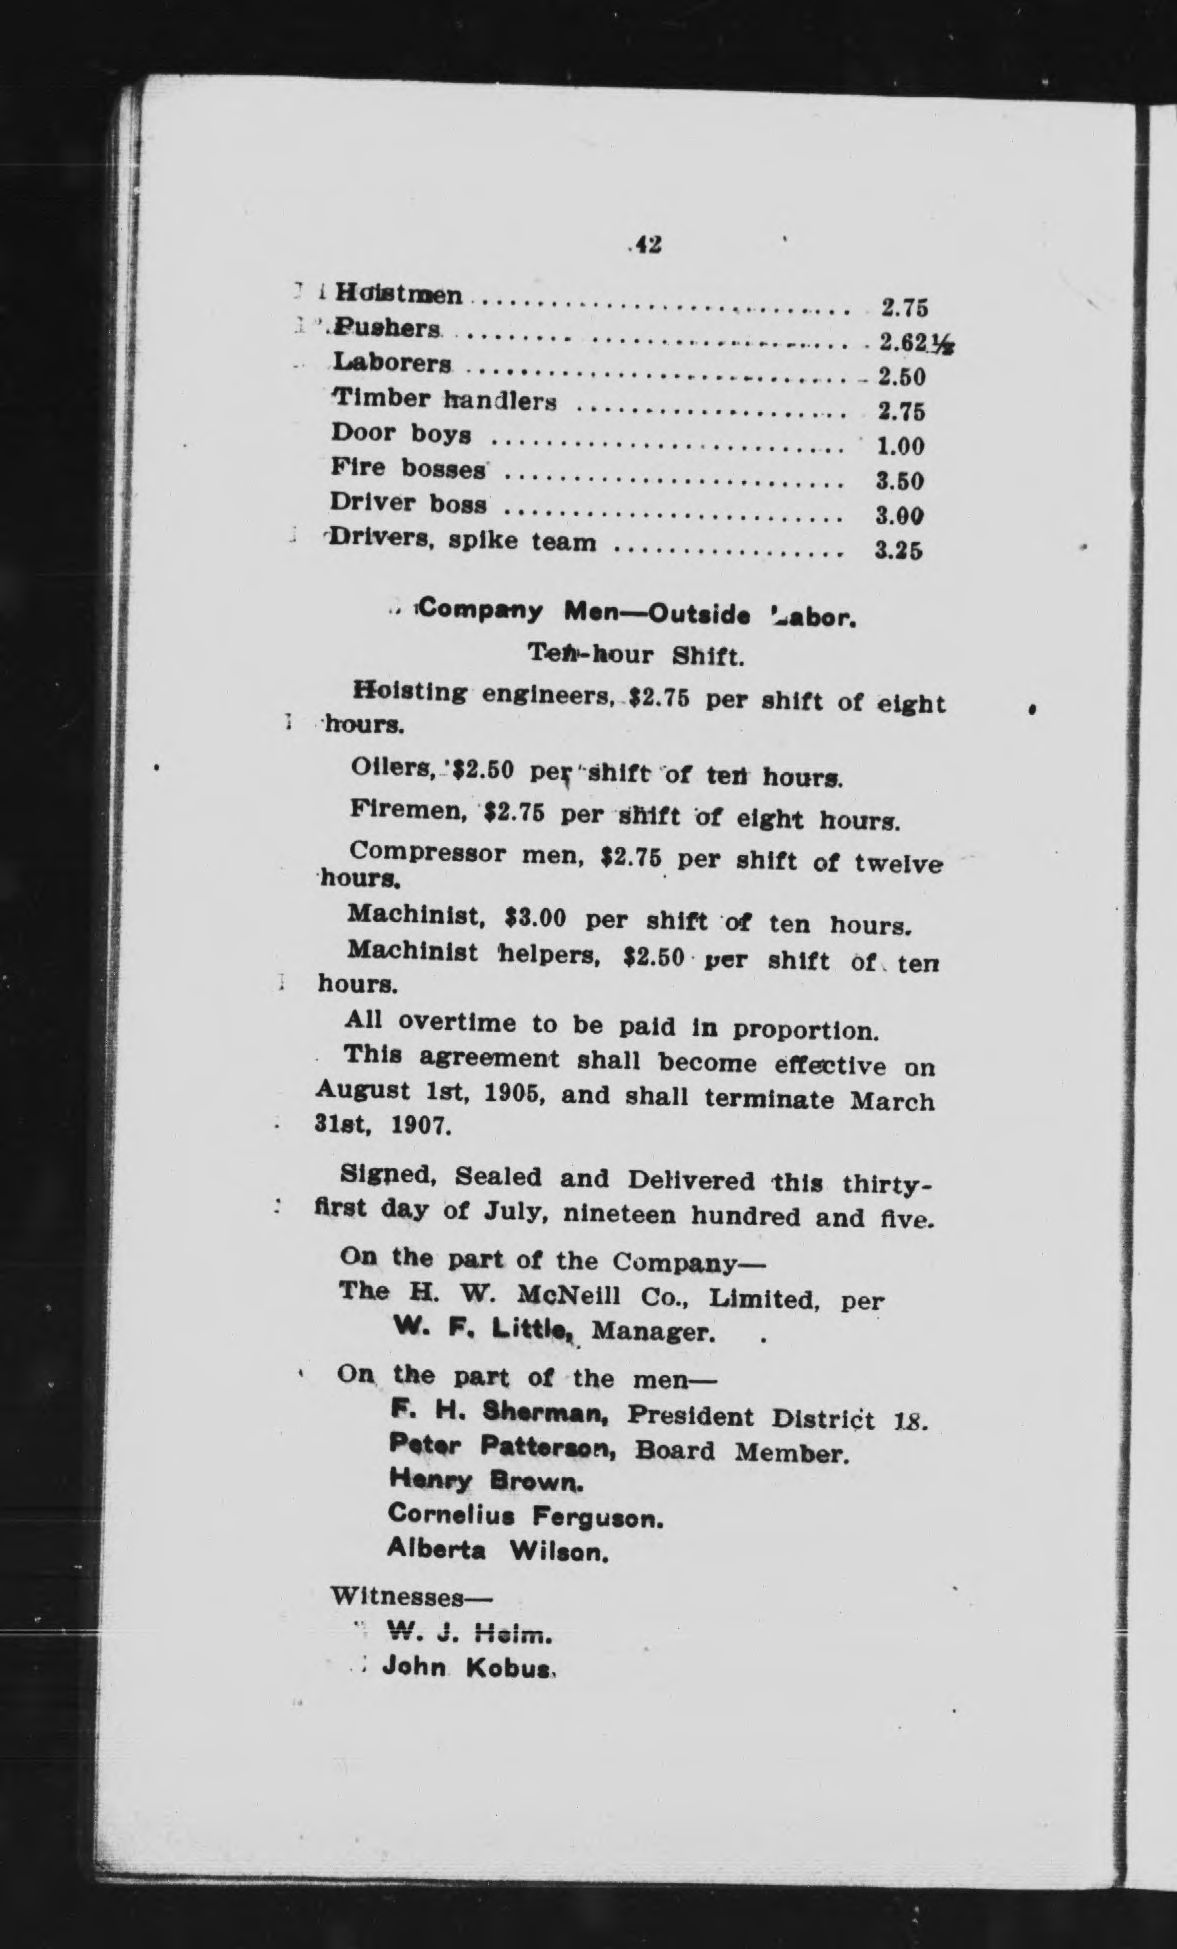 42
Hoistmen .............................. 2.75
Pushers .............................. 2.62½
Laborers .............................. 2.50
Timber handlers .................... 2.75
Door boys .......................... 1.00
Fire bosses ......................... 3.50
Driver boss ......................... 3.00
Drivers, spike team ................. 3.25
Company Men—Outside Labor.
Ten-hour Shift.
Hoisting engineers, $2.75 per shift of eight
hours.
Oilers, $2.50 per shift of ten hours.
Firemen, $2.75 per shift of eight hours.
Compressor men, $2.75 per shift of twelve
hours.
Machinist, $3.00 per shift of ten hours.
Machinist helpers, $2.50 per shift of ten
hours.
All overtime to be paid in proportion.
This agreement shall become effective on
August 1st, 1905, and shall terminate March
31st, 1907.
Signed, Sealed and Delivered this thirty-
first day of July, nineteen hundred and five.
On the part of the Company—
The H. W. McNeill Co., Limited, per
W. F. Little, Manager.
On the part of the men—
F. H. Sherman, President District 18.
Peter Patterson, Board Member.
Henry Brown.
Cornelius Ferguson.
Alberta Wilson.
Witnesses—
W. J. Heim.
John Kobus.